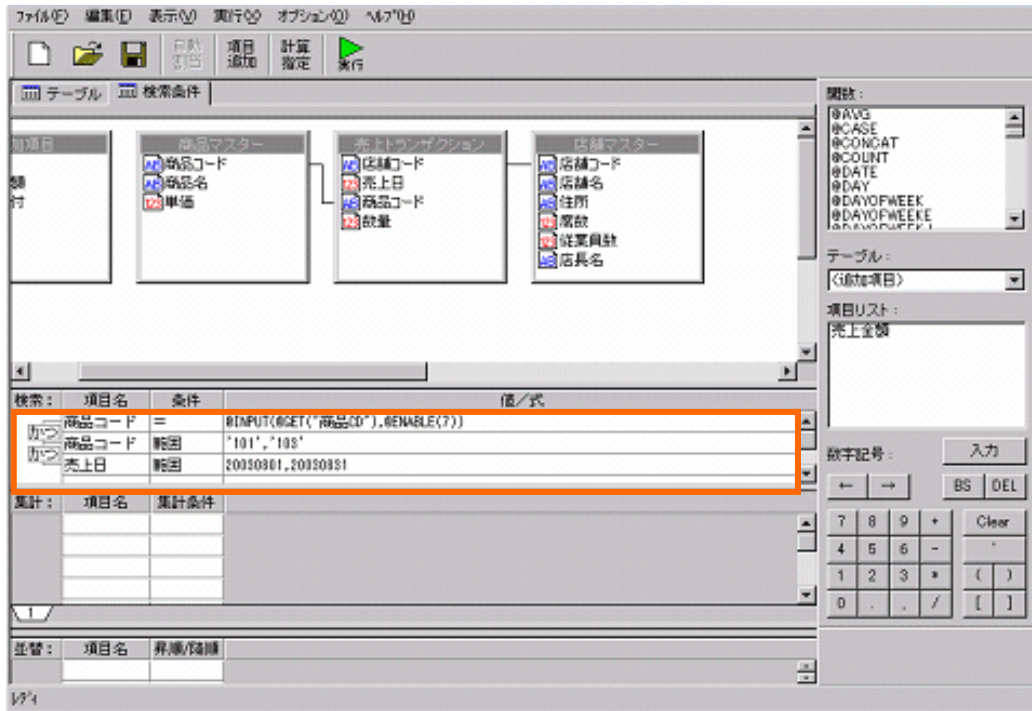 ファイル(F) 編集(E) 表示(V) 実行(X) オプション(O) ヘルプ(H)
自動割当 項目追加 計算指定 実行
テーブル 検索条件
加項目
額
付
商品マスター
商品コード
商品名
単価
売上トランザクション
店舗コード
売上日
商品コード
数量
店舗マスター
店舗コード
店舗名
住所
席数
従業員数
店長名
関数:
@AVG
@CASE
@CONCAT
@COUNT
@DATE
@DAY
@DAYOFWEEK
@DAYOFWEEKE
@DAYOFWEEKJ
テーブル:
<追加項目>
項目リスト:
売上金額
検索: 項目名 条件 値/式
商品コード = @INPUT(@GET("商品CD"),@ENABLE(7))
かつ 商品コード 範囲 '101','103'
かつ 売上日 範囲 20030801,20030831
集計: 項目名 集計条件
1
並替: 項目名 昇順/降順
数字記号: 入力
← → BS DEL
7 8 9 + Clear
4 5 6 - '
1 2 3 * ( )
0 . , / [ ]
レディ